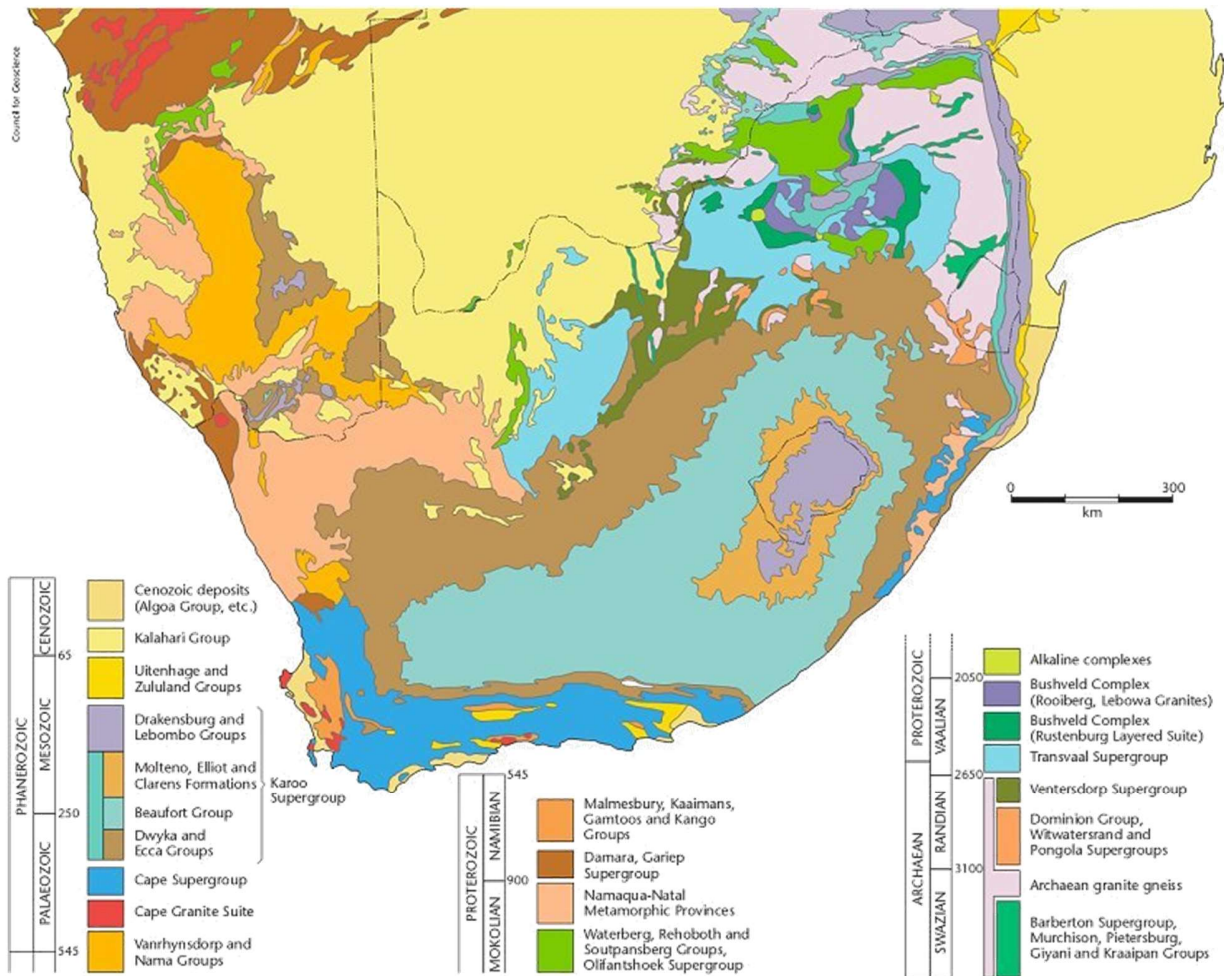 Council for Geoscience
0
300
km
PHANEROZOIC
CENOZOIC
65
MESOZOIC
250
PALAEOZOIC
545
Cenozoic deposits
(Algoa Group, etc.)
Kalahari Group
Uitenhage and
Zululand Groups
Drakensburg and
Lebombo Groups
Molteno, Elliot and
Clarens Formations
Beaufort Group
Dwyka and
Ecca Groups
Karoo
Supergroup
Cape Supergroup
Cape Granite Suite
Vanrhynsdorp and
Nama Groups
PROTEROZOIC
545
NAMIBIAN
900
MOKOLIAN
Malmesbury, Kaaimans,
Gamtoos and Kango
Groups
Damara, Gariep
Supergroup
Namaqua-Natal
Metamorphic Provinces
Waterberg, Rehoboth and
Soutpansberg Groups,
Olifantshoek Supergroup
PROTEROZOIC
2050
VAALIAN
2650
ARCHAEAN
RANDIAN
3100
SWAZIAN
Alkaline complexes
Bushveld Complex
(Rooiberg, Lebowa Granites)
Bushveld Complex
(Rustenburg Layered Suite)
Transvaal Supergroup
Ventersdorp Supergroup
Dominion Group,
Witwatersrand and
Pongola Supergroups
Archaean granite gneiss
Barberton Supergroup,
Murchison, Pietersburg,
Giyani and Kraaipan Groups